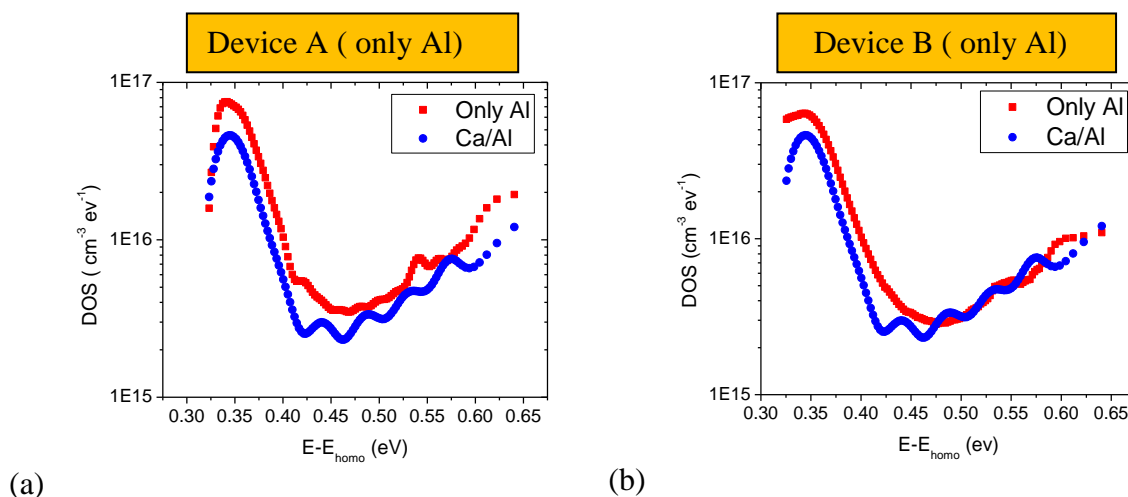 Device A ( only Al)
1E17
1E16
1E15
DOS ( cm-3 ev-1)
Only Al
Ca/Al
0.30 0.35 0.40 0.45 0.50 0.55 0.60 0.65
E-Ehomo (eV)
(a)
Device B ( only Al)
1E17
1E16
1E15
DOS ( cm-3 ev-1)
Only Al
Ca/Al
0.30 0.35 0.40 0.45 0.50 0.55 0.60 0.65
E-Ehomo (ev)
(b)